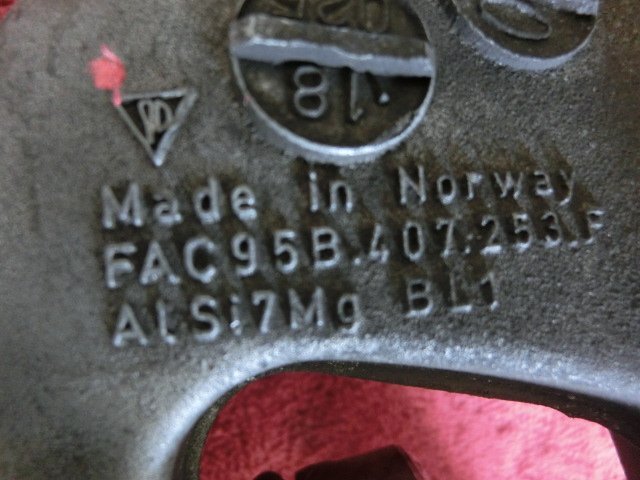 Made in Norway
FAC95B.407.253.F
AlSi7Mg BL1